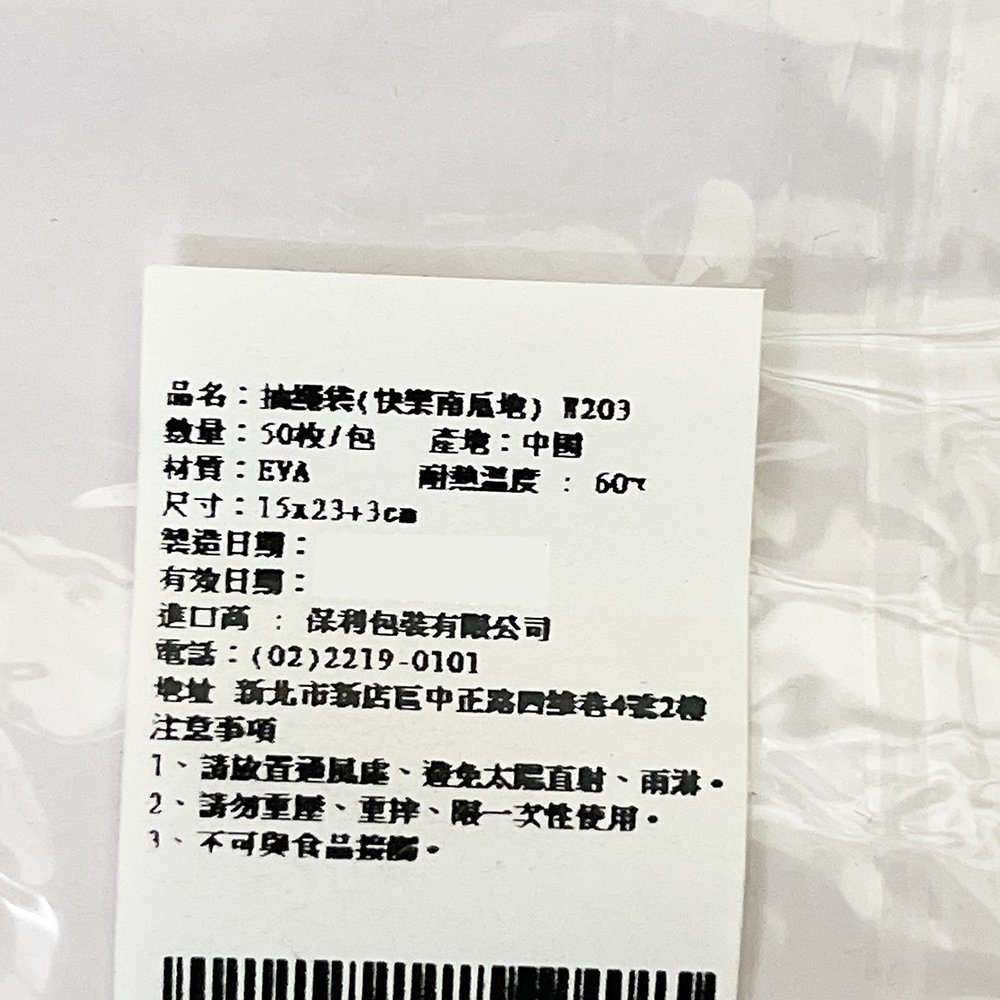 品名：抽繩袋(快樂南瓜地) W203
數量：50枚/包 產地：中國
材質：EVA 耐熱溫度 : 60℃
尺寸：15x23+3cm
製造日期：
有效日期：
進口商 : 保利包裝有限公司
電話：(02)2219-0101
地址 新北市新店區中正路四維巷4號2樓
注意事項
1、請放置通風處、避免太陽直射、雨淋。
2、請勿重壓、重摔、限一次性使用。
3、不可與食品接觸。